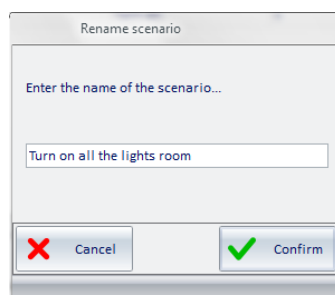 Rename scenario
Enter the name of the scenario...
Turn on all the lights room
Cancel
Confirm